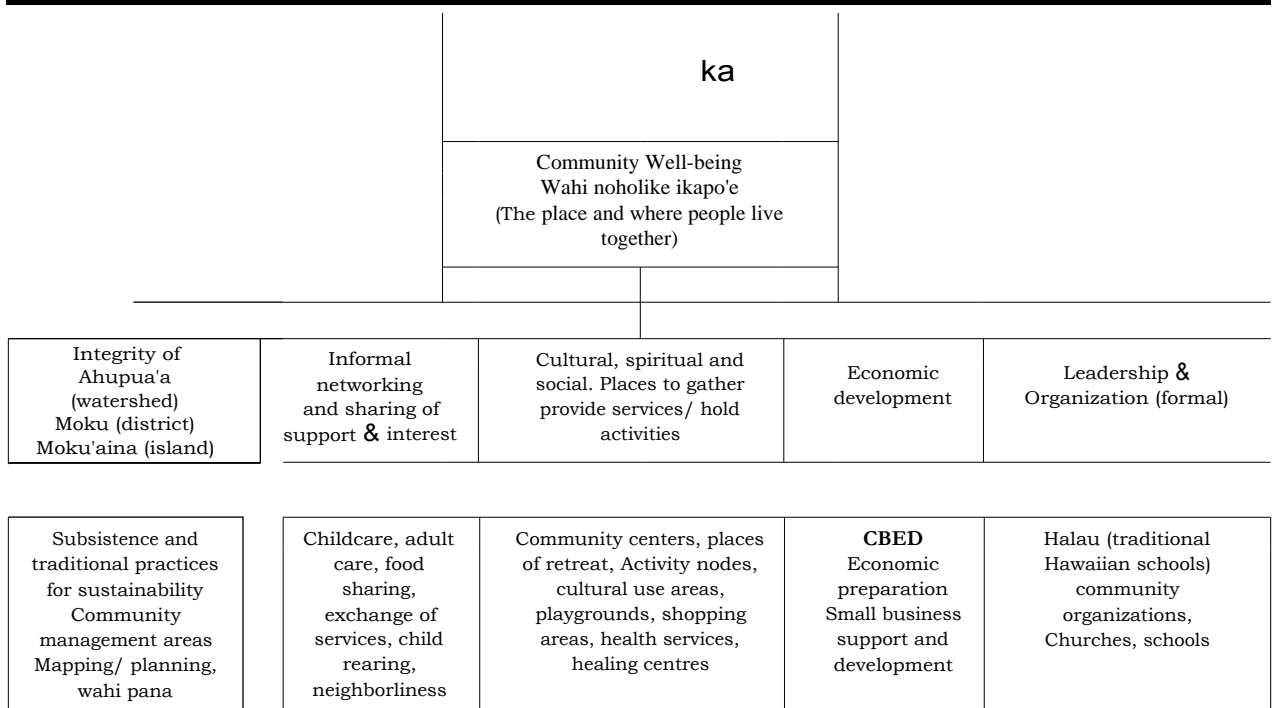 ka
Community Well-being
Wahi noholike ikapo'e
(The place and where people live
together)
Integrity of
Ahupua'a
(watershed)
Moku (district)
Moku'aina (island)
Informal
networking
and sharing of
support & interest
Cultural, spiritual and
social. Places to gather
provide services/ hold
activities
Economic
development
Leadership &
Organization (formal)
Subsistence and
traditional practices
for sustainability
Community
management areas
Mapping/ planning,
wahi pana
Childcare, adult
care, food
sharing,
exchange of
services, child
rearing,
neighborliness
Community centers, places
of retreat, Activity nodes,
cultural use areas,
playgrounds, shopping
areas, health services,
healing centres
CBED
Economic
preparation
Small business
support and
development
Halau (traditional
Hawaiian schools)
community
organizations,
Churches, schools